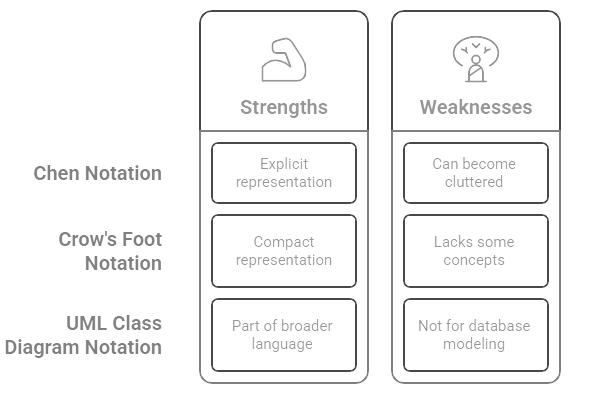 Strengths
Weaknesses
Chen Notation
Explicit
representation
Can become
cluttered
Crow's Foot
Notation
Compact
representation
Lacks some
concepts
UML Class
Diagram Notation
Part of broader
language
Not for database
modeling